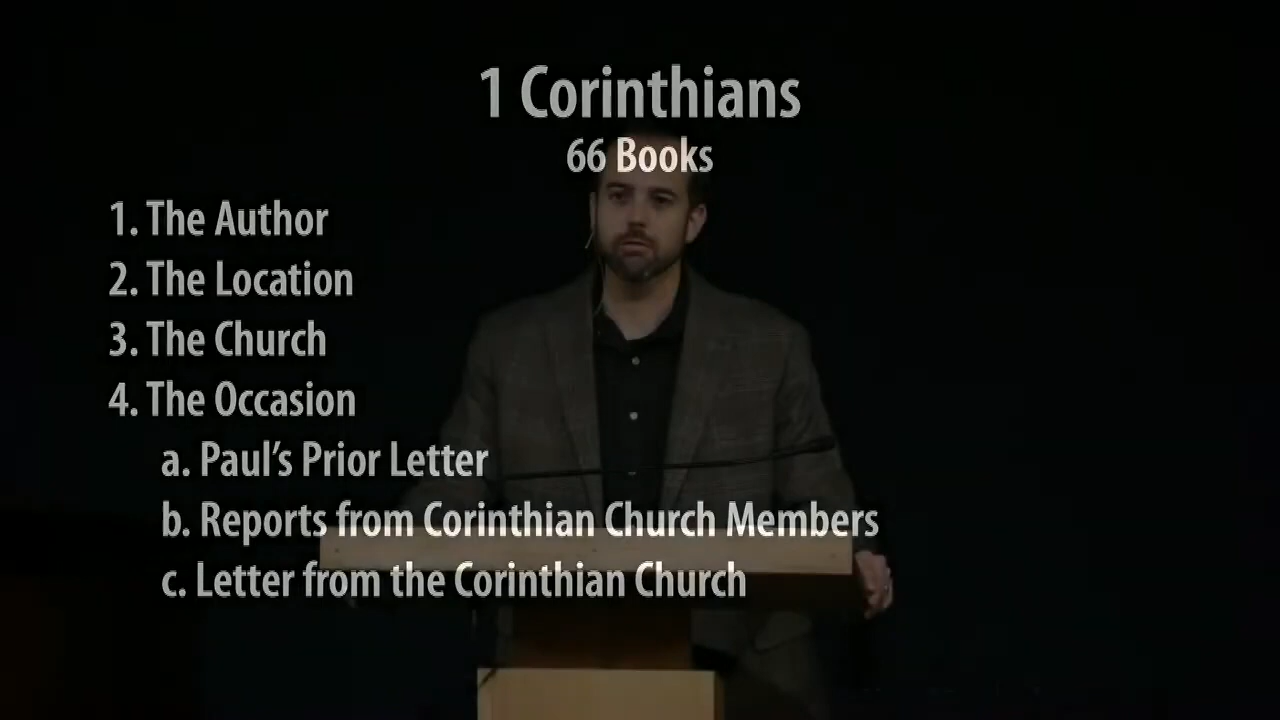 1 Corinthians
66 Books
1. The Author
2. The Location
3. The Church
4. The Occasion
a. Paul’s Prior Letter
b. Reports from Corinthian Church Members
c. Letter from the Corinthian Church